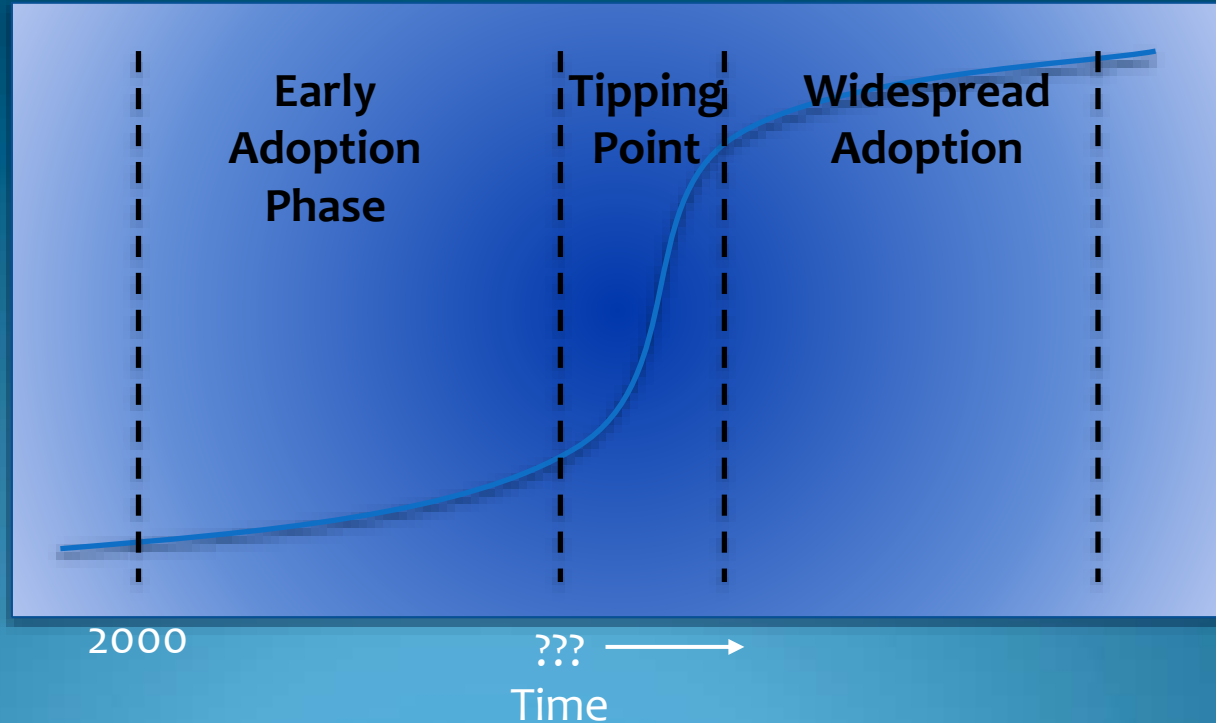 Early
Adoption
Phase
Tipping
Point
Widespread
Adoption
2000
???
Time